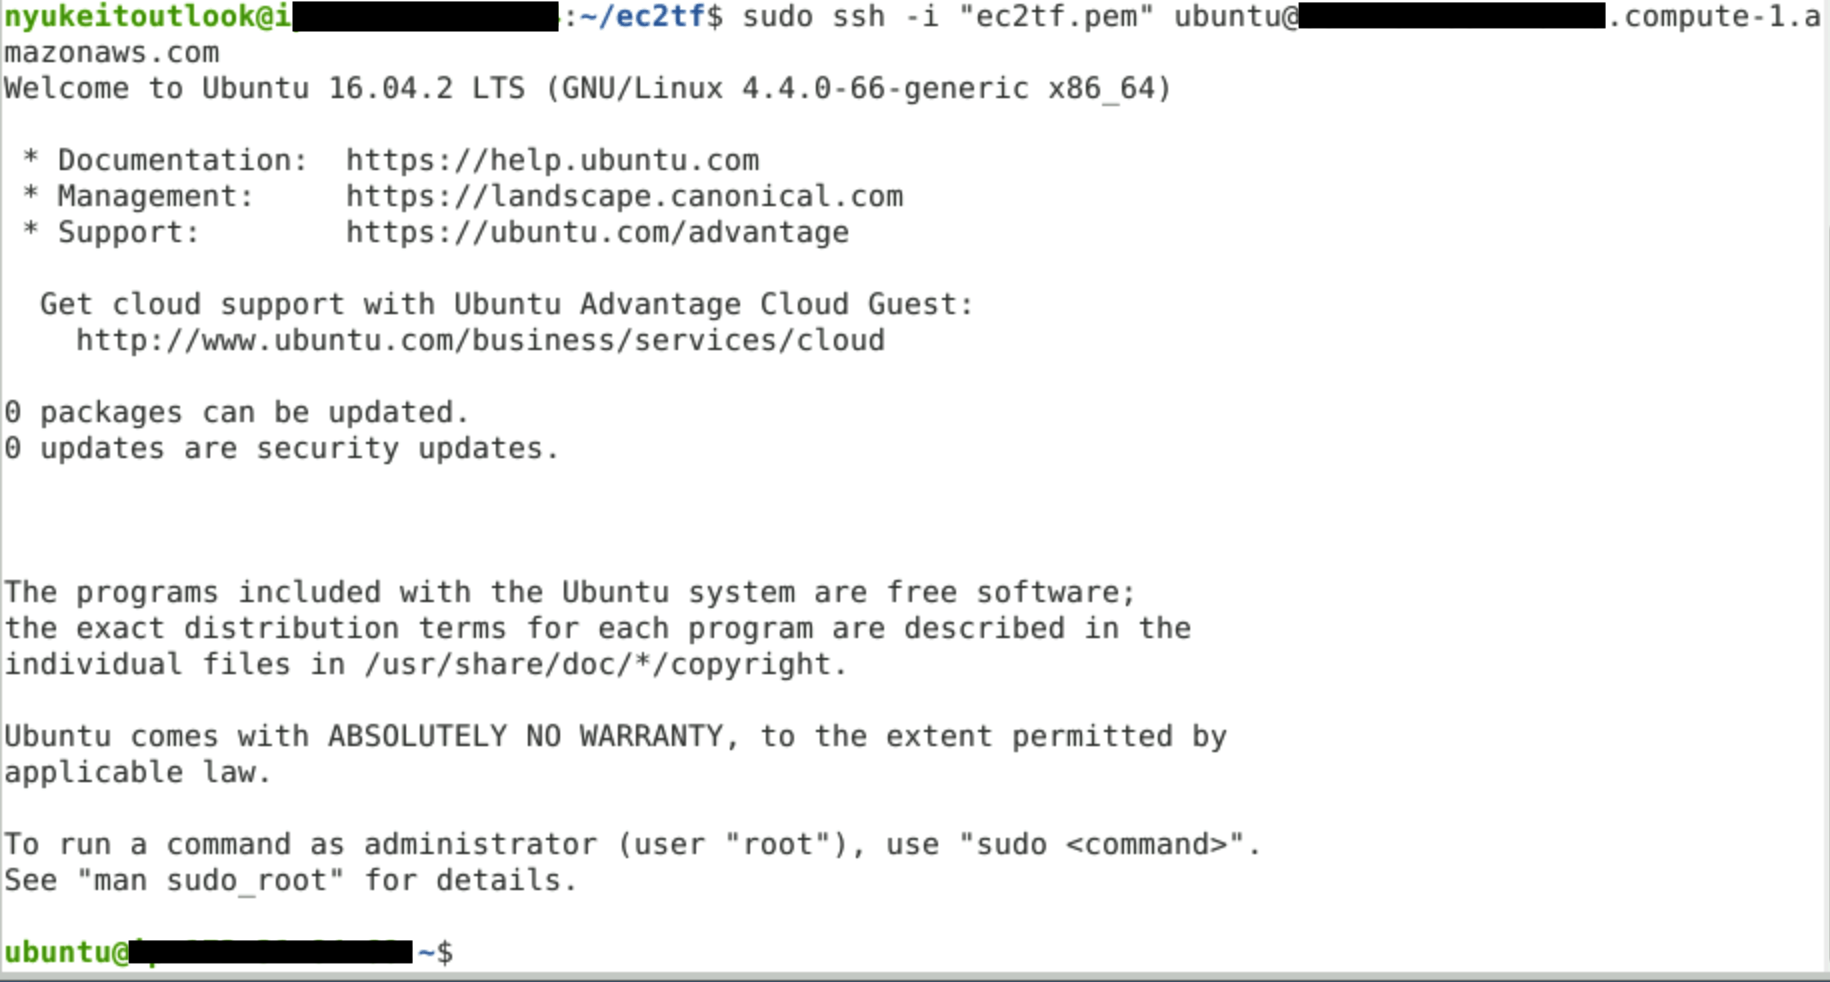 nyukeitoutlook@i :~/ec2tf$ sudo ssh -i "ec2tf.pem" ubuntu@ .compute-1.a
mazonaws.com
Welcome to Ubuntu 16.04.2 LTS (GNU/Linux 4.4.0-66-generic x86_64)
* Documentation:  https://help.ubuntu.com
* Management:     https://landscape.canonical.com
* Support:        https://ubuntu.com/advantage
Get cloud support with Ubuntu Advantage Cloud Guest:
http://www.ubuntu.com/business/services/cloud
0 packages can be updated.
0 updates are security updates.
The programs included with the Ubuntu system are free software;
the exact distribution terms for each program are described in the
individual files in /usr/share/doc/*/copyright.
Ubuntu comes with ABSOLUTELY NO WARRANTY, to the extent permitted by
applicable law.
To run a command as administrator (user "root"), use "sudo <command>".
See "man sudo_root" for details.
ubuntu@ ~$